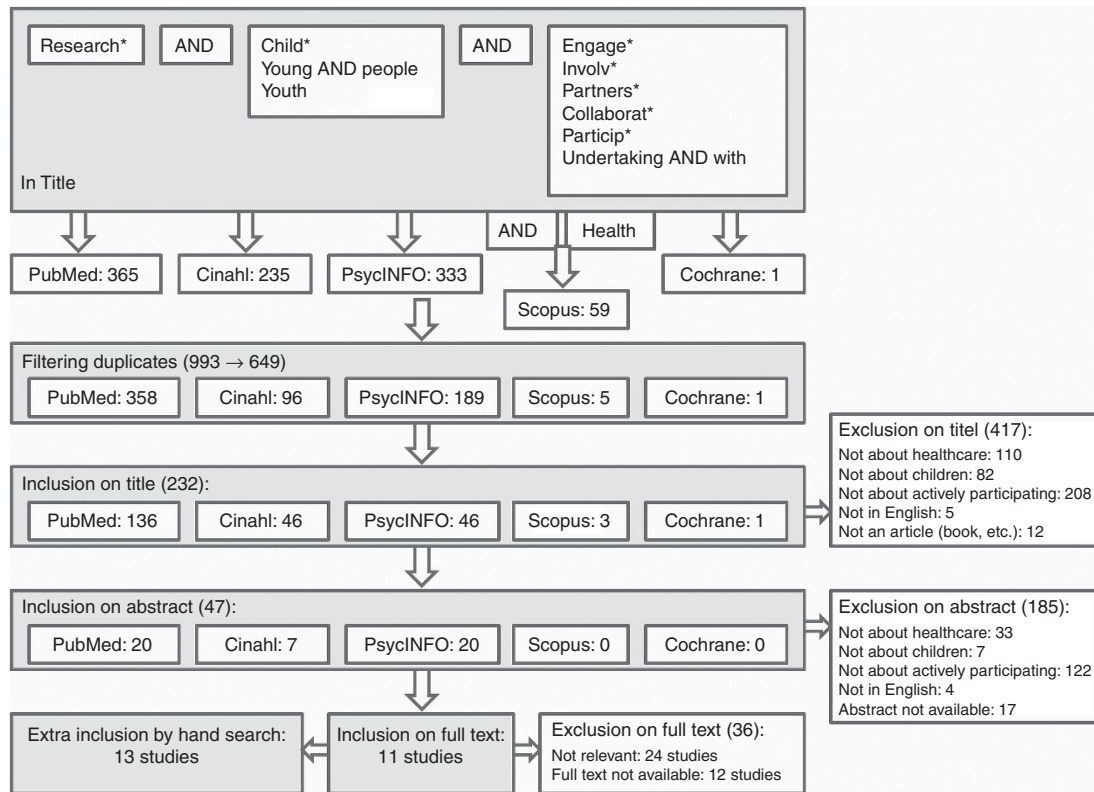 Research*
AND
Child*
Young AND people
Youth
AND
Engage*
Involv*
Partners*
Collaborat*
Particip*
Undertaking AND with
In Title
AND
Health
PubMed: 365
Cinahl: 235
PsycINFO: 333
Scopus: 59
Cochrane: 1
Filtering duplicates (993 → 649)
PubMed: 358
Cinahl: 96
PsycINFO: 189
Scopus: 5
Cochrane: 1
Inclusion on title (232):
PubMed: 136
Cinahl: 46
PsycINFO: 46
Scopus: 3
Cochrane: 1
Exclusion on titel (417):
Not about healthcare: 110
Not about children: 82
Not about actively participating: 208
Not in English: 5
Not an article (book, etc.): 12
Inclusion on abstract (47):
PubMed: 20
Cinahl: 7
PsycINFO: 20
Scopus: 0
Cochrane: 0
Exclusion on abstract (185):
Not about healthcare: 33
Not about children: 7
Not about actively participating: 122
Not in English: 4
Abstract not available: 17
Extra inclusion by hand search:
13 studies
Inclusion on full text:
11 studies
Exclusion on full text (36):
Not relevant: 24 studies
Full text not available: 12 studies